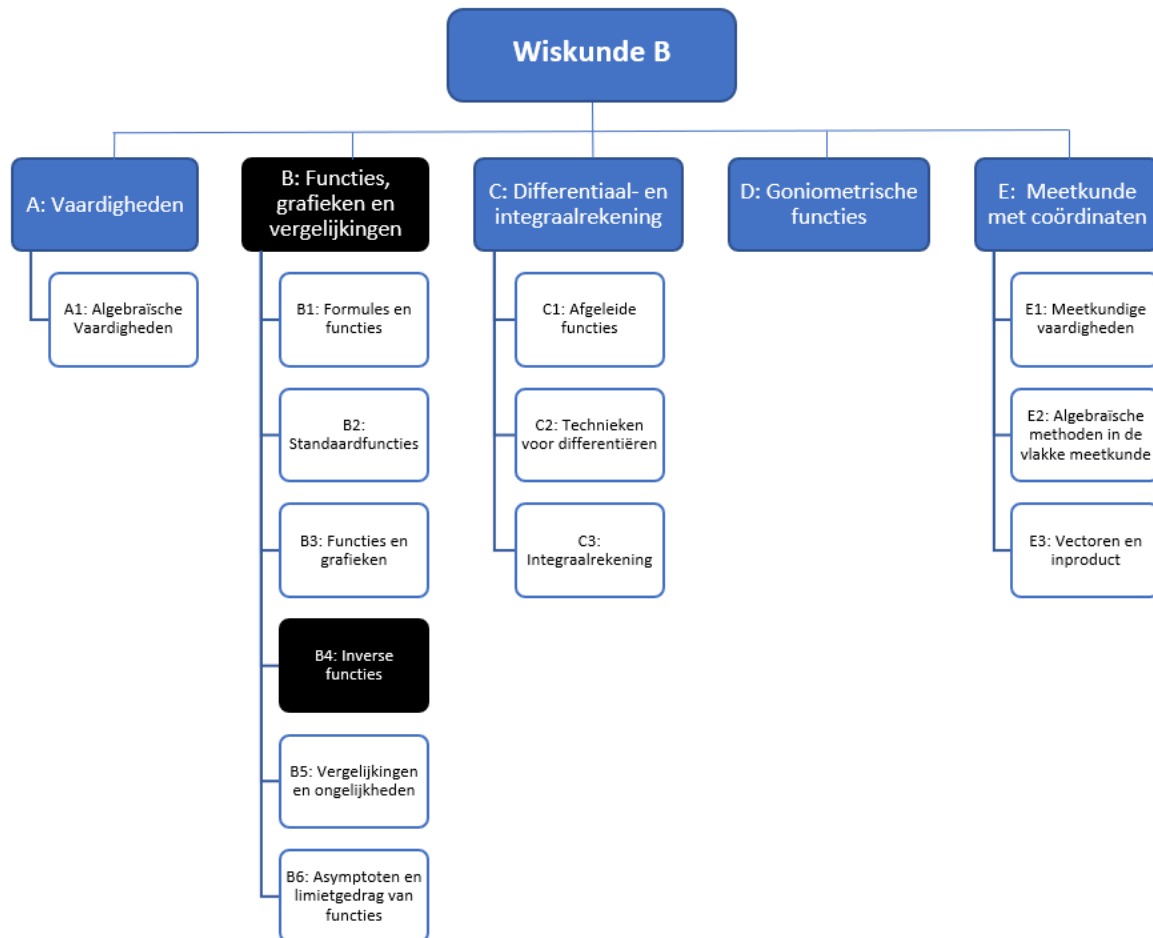 Wiskunde B
A: Vaardigheden
A1: Algebraïsche
Vaardigheden
B: Functies,
grafieken en
vergelijkingen
B1: Formules en
functies
B2:
Standaardfuncties
B3: Functies en
grafieken
B4: Inverse
functies
B5: Vergelijkingen
en ongelijkheden
B6: Asymptoten en
limietgedrag van
functies
C: Differentiaal- en
integraalrekening
C1: Afgeleide
functies
C2: Technieken
voor differentiëren
C3:
Integraalrekening
D: Goniometrische
functies
E: Meetkunde
met coördinaten
E1: Meetkundige
vaardigheden
E2: Algebraïsche
methoden in de
vlakke meetkunde
E3: Vectoren en
inproduct